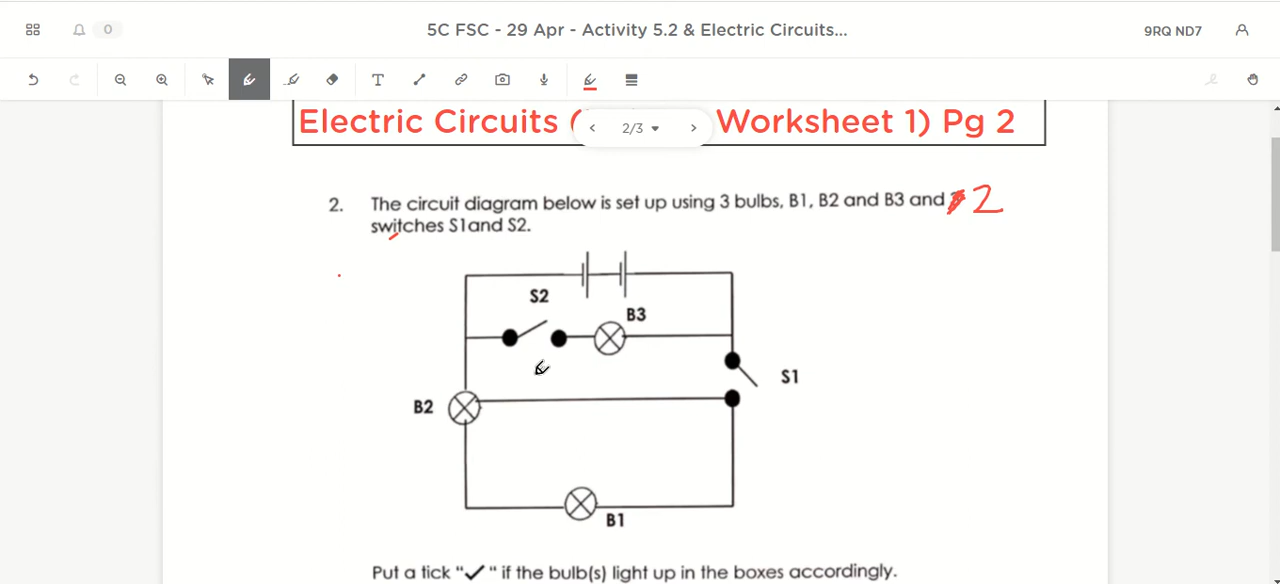 0
5C FSC - 29 Apr - Activity 5.2 & Electric Circuits...
9RQ ND7
T
Electric Circuits ( Worksheet 1) Pg 2
2/3
2. The circuit diagram below is set up using 3 bulbs, B1, B2 and B3 and 2
switches S1and S2.
S2
B3
S1
B2
B1
Put a tick "✓" if the bulb(s) light up in the boxes accordingly.